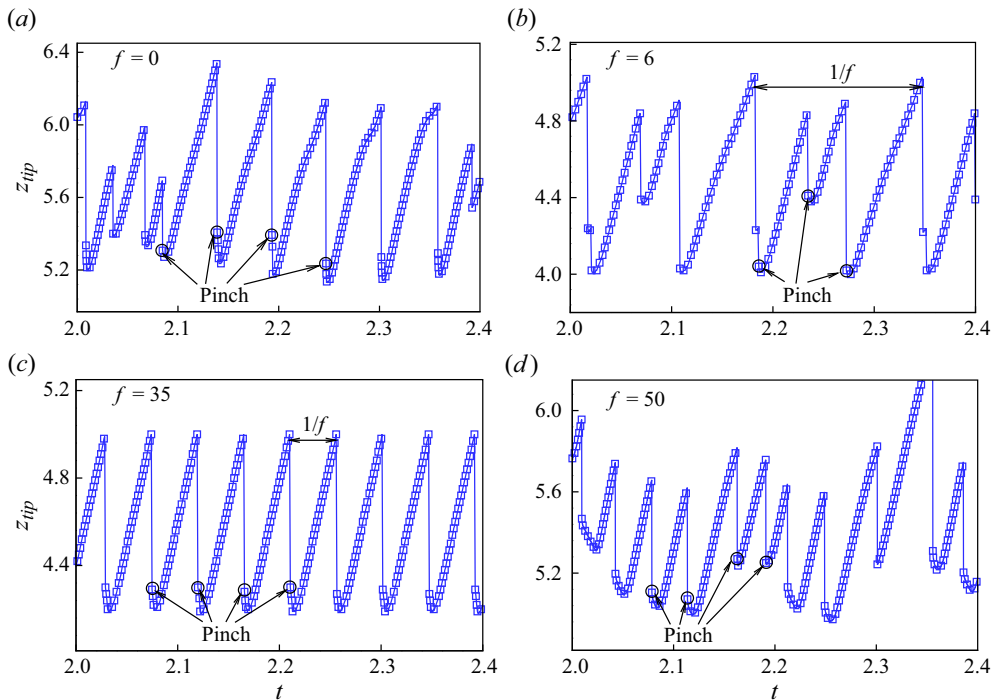 (a)
f = 0
6.4
6.0
5.6
5.2
z_tip
Pinch
2.0 2.1 2.2 2.3 2.4
(b)
f = 6
1/f
5.2
4.8
4.4
4.0
Pinch
2.0 2.1 2.2 2.3 2.4
(c)
f = 35
1/f
5.2
4.8
4.4
z_tip
Pinch
2.0 2.1 2.2 2.3 2.4
t
(d)
f = 50
6.0
5.6
5.2
Pinch
2.0 2.1 2.2 2.3 2.4
t